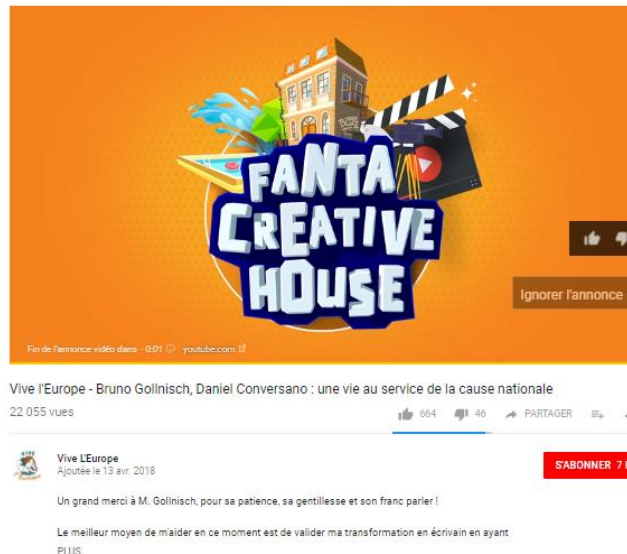 FANTA
CREATIVE
HOUSE
Ignorer l'annonce
Fin de l'annonce vidéo dans - 0:01 youtube.com
Vive l'Europe - Bruno Gollnisch, Daniel Conversano : une vie au service de la cause nationale
22 055 vues 664 46 PARTAGER
Vive L'Europe
Ajoutée le 13 avr. 2018
S'ABONNER 7
Un grand merci à M. Gollnisch, pour sa patience, sa gentillesse et son franc parler !
Le meilleur moyen de m'aider en ce moment est de valider ma transformation en écrivain en ayant
PLUS